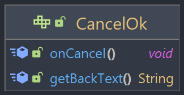 CancelOk
onCancel() void
getBackText() String